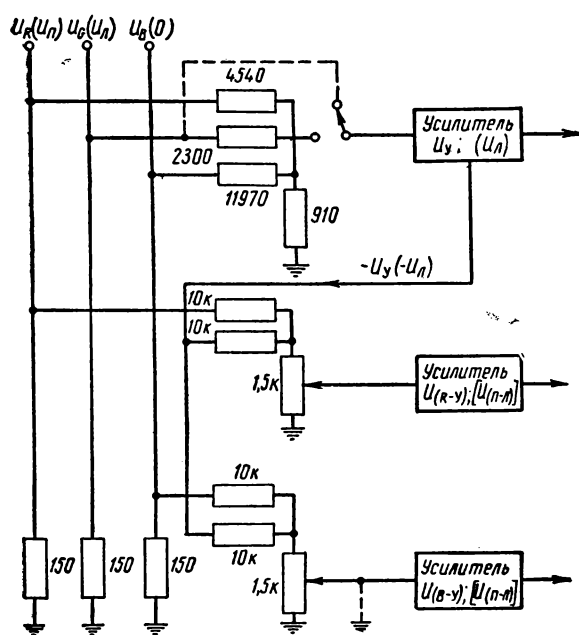 U_R(U_П) U_G(U_Л) U_B(0)
4540
2300
11970
910
Усилитель
U_У; (U_Л)
-U_У(-U_Л)
10к
10к
1,5к
Усилитель
U_(R-У); [U_(П-Л)]
10к
10к
1,5к
Усилитель
U_(B-У); [U_(П-Л)]
150 150 150